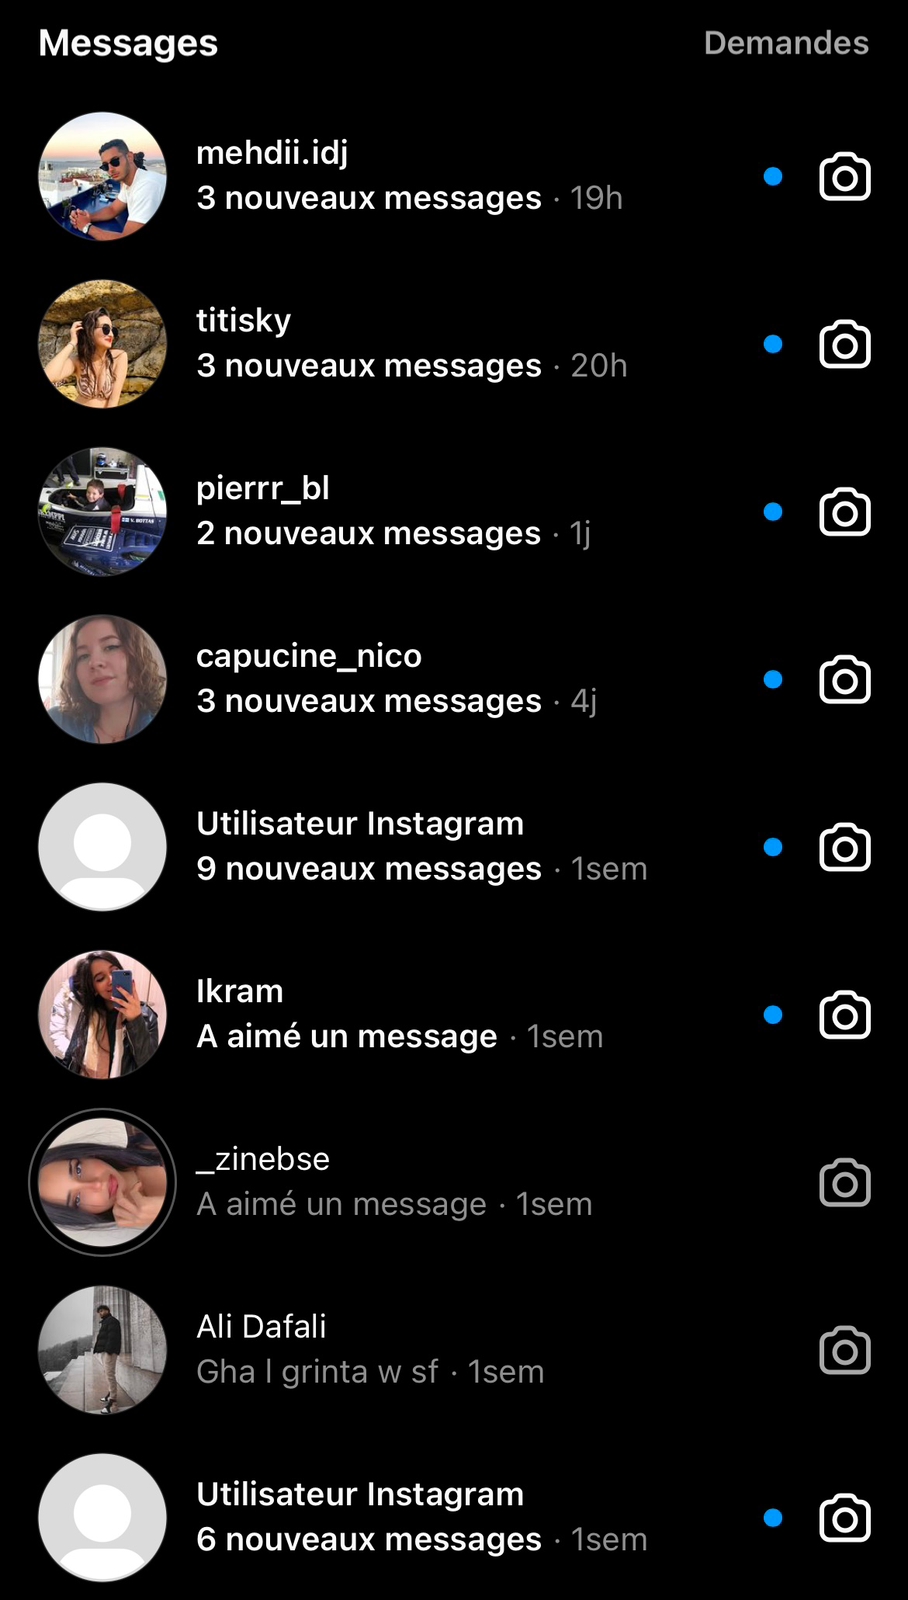 Messages
Demandes
mehdii.idj
3 nouveaux messages · 19h
titisky
3 nouveaux messages · 20h
pierrr_bl
2 nouveaux messages · 1j
capucine_nico
3 nouveaux messages · 4j
Utilisateur Instagram
9 nouveaux messages · 1sem
Ikram
A aimé un message · 1sem
_zinebse
A aimé un message · 1sem
Ali Dafali
Gha l grinta w sf · 1sem
Utilisateur Instagram
6 nouveaux messages · 1sem